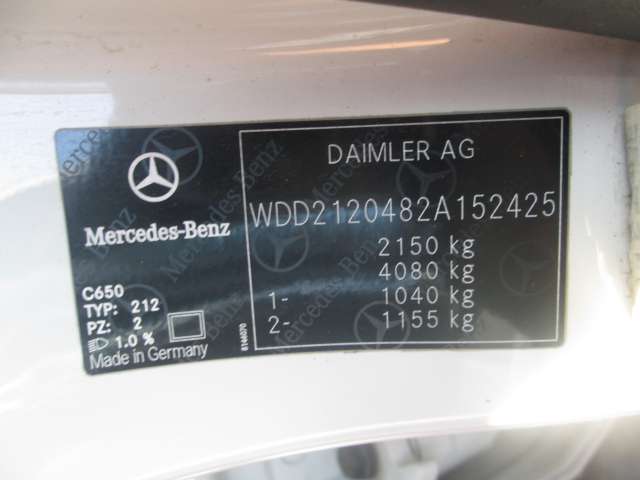 Mercedes-Benz
C650
TYP: 212
PZ: 2
1.0 %
Made in Germany
8146070
DAIMLER AG
WDD2120482A152425
2150 kg
4080 kg
1- 1040 kg
2- 1155 kg